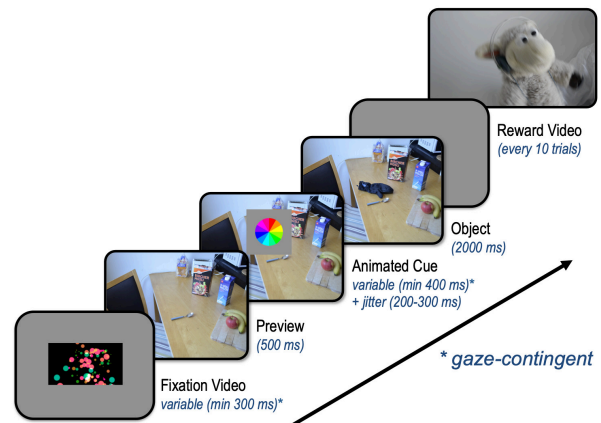 Reward Video
(every 10 trials)
Object
(2000 ms)
Animated Cue
variable (min 400 ms)*
+ jitter (200-300 ms)
Preview
(500 ms)
* gaze-contingent
Fixation Video
variable (min 300 ms)*